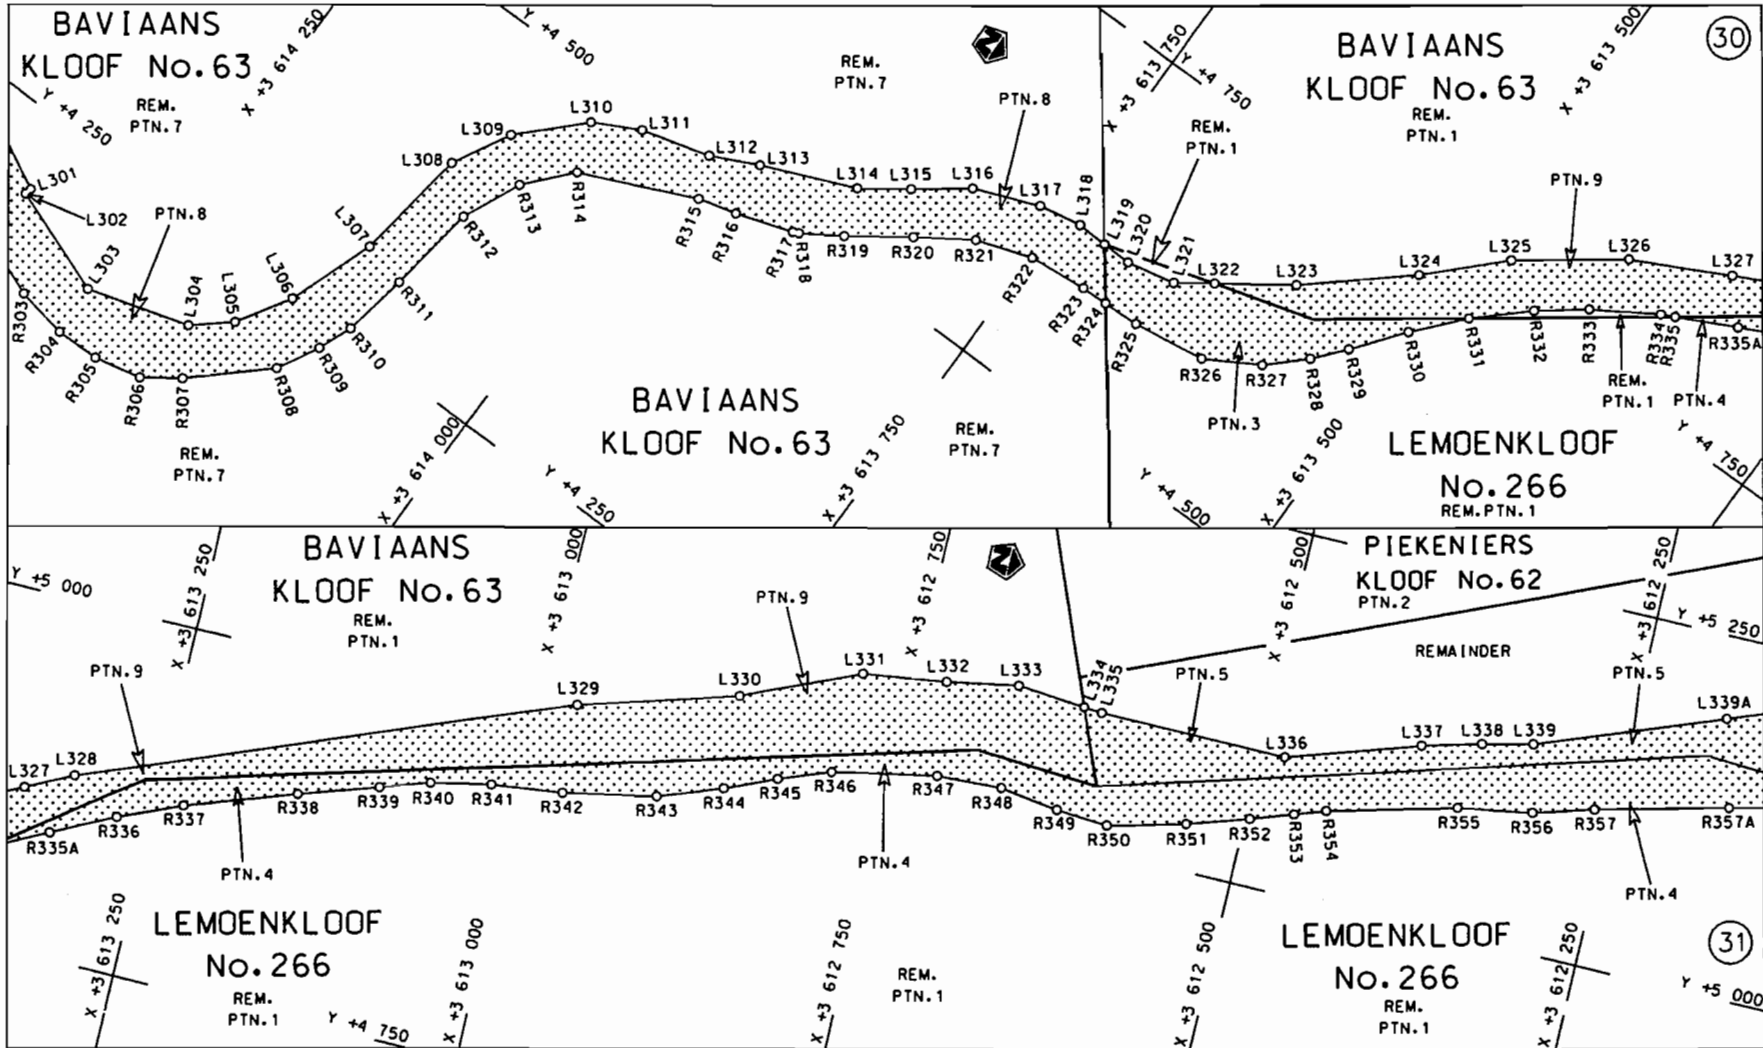 BAVIAANS
KLOOF No.63
REM.
PTN.7
X +3 614 250
Y +4 250
Y +4 500
REM.
PTN.7
N
X +3 613 750
Y +4 750
BAVIAANS
KLOOF No.63
REM.
PTN.1
X +3 613 500
30
L301
L302
PTN.8
L303
L304
L305
L306
L307
L308
L309
L310
L311
L312
L313
L314
L315
L316
PTN.8
L317
L318
L319
L320
REM.
PTN.1
L321
L322
L323
L324
L325
PTN.9
L326
L327
R303
R304
R305
R306
R307
R308
R309
R310
R311
R312
R313
R314
R315
R316
R317
R318
R319
R320
R321
R322
R323
R324
R325
R326
R327
R328
R329
R330
R331
R332
R333
R334
R335
R335A
PTN.3
REM.
PTN.1
PTN.4
REM.
PTN.7
X +3 614 000
Y +4 250
BAVIAANS
KLOOF No.63
X +3 613 750
REM.
PTN.7
Y +4 500
X +3 613 500
LEMOENKLOOF
No.266
REM.PTN.1
Y +4 750
Y +5 000
X +3 613 250
BAVIAANS
KLOOF No.63
REM.
PTN.1
X +3 613 000
PTN.9
X +3 612 750
N
X +3 612 500
PIEKENIERS
KLOOF No.62
PTN.2
X +3 612 250
Y +5 250
REMAINDER
PTN.9
PTN.5
PTN.5
L327
L328
L329
L330
L331
L332
L333
L334
L335
L336
L337
L338
L339
L339A
R335A
R336
R337
R338
R339
R340
R341
R342
R343
R344
R345
R346
R347
R348
R349
R350
R351
R352
R353
R354
R355
R356
R357
R357A
PTN.4
PTN.4
PTN.4
X +3 613 250
LEMOENKLOOF
No.266
REM.
PTN.1
Y +4 750
X +3 613 000
X +3 612 750
REM.
PTN.1
X +3 612 500
LEMOENKLOOF
No.266
REM.
PTN.1
X +3 612 250
31
Y +5 000